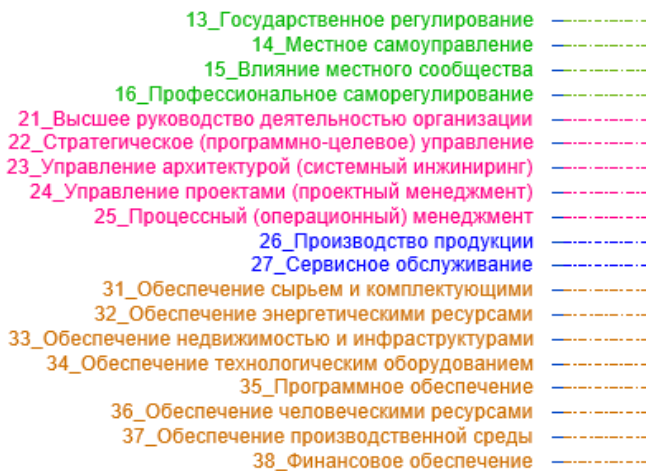 13_Государственное регулирование
14_Местное самоуправление
15_Влияние местного сообщества
16_Профессиональное саморегулирование
21_Высшее руководство деятельностью организации
22_Стратегическое (программно-целевое) управление
23_Управление архитектурой (системный инжиниринг)
24_Управление проектами (проектный менеджмент)
25_Процессный (операционный) менеджмент
26_Производство продукции
27_Сервисное обслуживание
31_Обеспечение сырьем и комплектующими
32_Обеспечение энергетическими ресурсами
33_Обеспечение недвижимостью и инфраструктурами
34_Обеспечение технологическим оборудованием
35_Программное обеспечение
36_Обеспечение человеческими ресурсами
37_Обеспечение производственной среды
38_Финансовое обеспечение